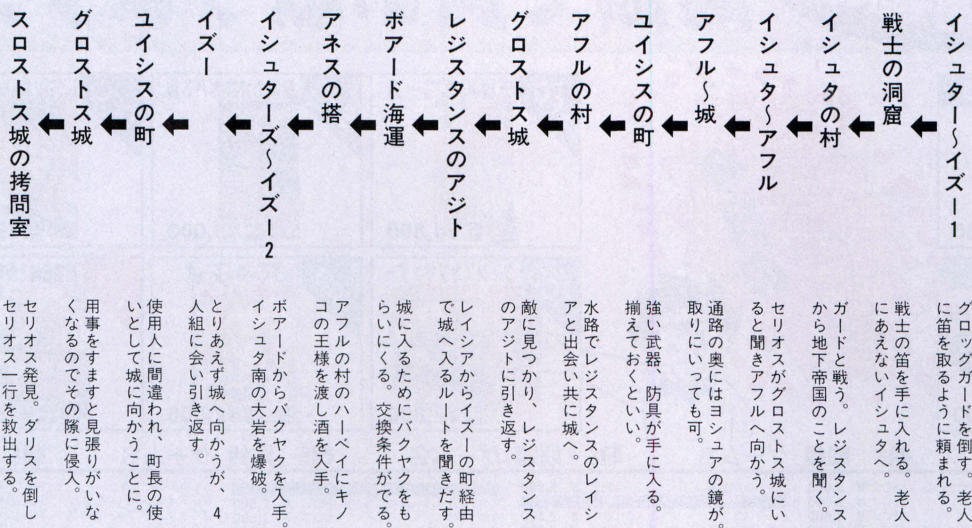 イシュター～イズー1
グロッグガードを倒す。老人
に笛を取るように頼まれる。
戦士の洞窟
戦士の笛を手に入れる。老人
にあえないイシュタへ。
イシュタの村
ガードと戦う。レジスタンス
から地下帝国のことを聞く。
イシュタ～アフル
セリオスがグロストス城にい
ると聞きアフルへ向かう。
アフル～城
通路の奥にはヨシュアの鏡が。
取りにいっても可。
ユイシスの町
強い武器、防具が手に入る。
揃えておくとい。
アフルの村
水路でレジスタンスのレイシ
アと出会い共に城へ。
グロストス城
敵に見つかり、レジスタンス
のアジトに引き返す。
レジスタンスのアジト
レイシアからイズーの町経由
で城へ入るルートを聞きだす。
ボアード海運
城に入るためにバクヤクをも
らいにくる。交換条件がでる。
アネスの搭
アフルの村のハーベイにキノ
コの王様を渡し酒を入手。
イシュターズ～イズー2
ボアードからバクヤクを入手。
イシュタ南の大岩を爆破。
イズー
とりあえず城へ向かうが、4
人組に会い引き返す。
ユイシスの町
使用人に間違われ、町長の使
いとして城に向かうことに。
グロストス城
用事をすますと見張りがいな
くなるのでその隙に侵入。
スロストス城の拷問室
セリオス発見。ダリスを倒し
セリオス一行を救出する。